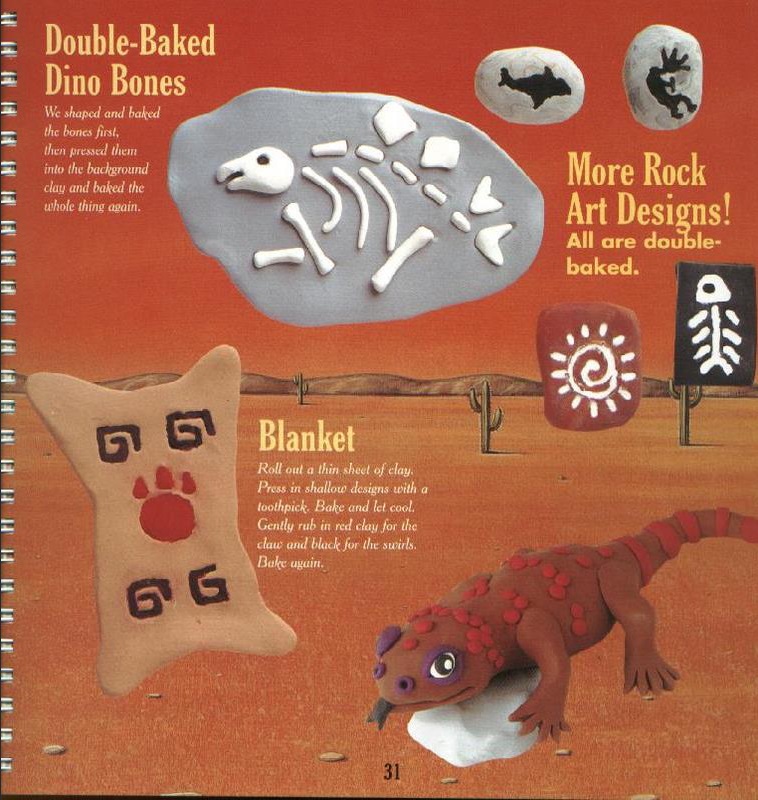 Double-Baked
Dino Bones
We shaped and baked
the bones first,
then pressed them
into the background
clay and baked the
whole thing again.
More Rock
Art Designs!
All are double-
baked.
Blanket
Roll out a thin sheet of clay.
Press in shallow designs with a
toothpick. Bake and let cool.
Gently rub in red clay for the
claw and black for the swirls.
Bake again.
31